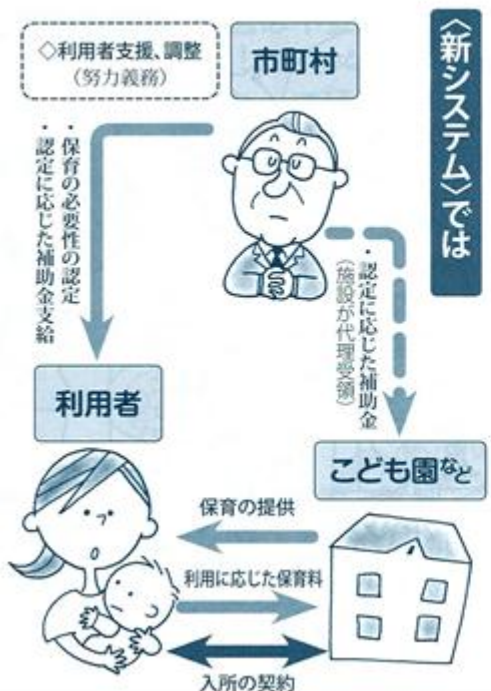 〈新システム〉では
市町村
◇利用者支援、調整
(努力義務)
・保育の必要性の認定
・認定に応じた補助金支給
・認定に応じた補助金
(施設が代理受領)
利用者
こども園など
保育の提供
利用に応じた保育料
入所の契約